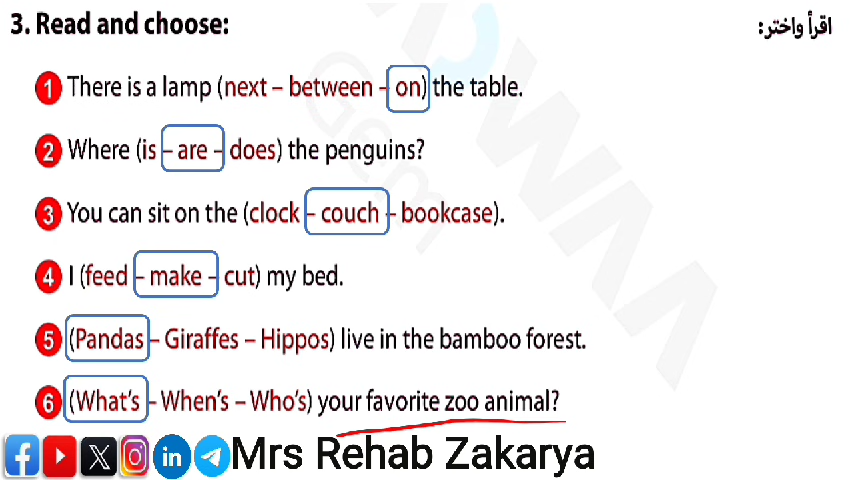 3. Read and choose: اقرأ واختر:
1 There is a lamp (next – between – on) the table.
2 Where (is – are – does) the penguins?
3 You can sit on the (clock – couch – bookcase).
4 I (feed – make – cut) my bed.
5 (Pandas – Giraffes – Hippos) live in the bamboo forest.
6 (What's – When's – Who's) your favorite zoo animal?
Mrs Rehab Zakarya